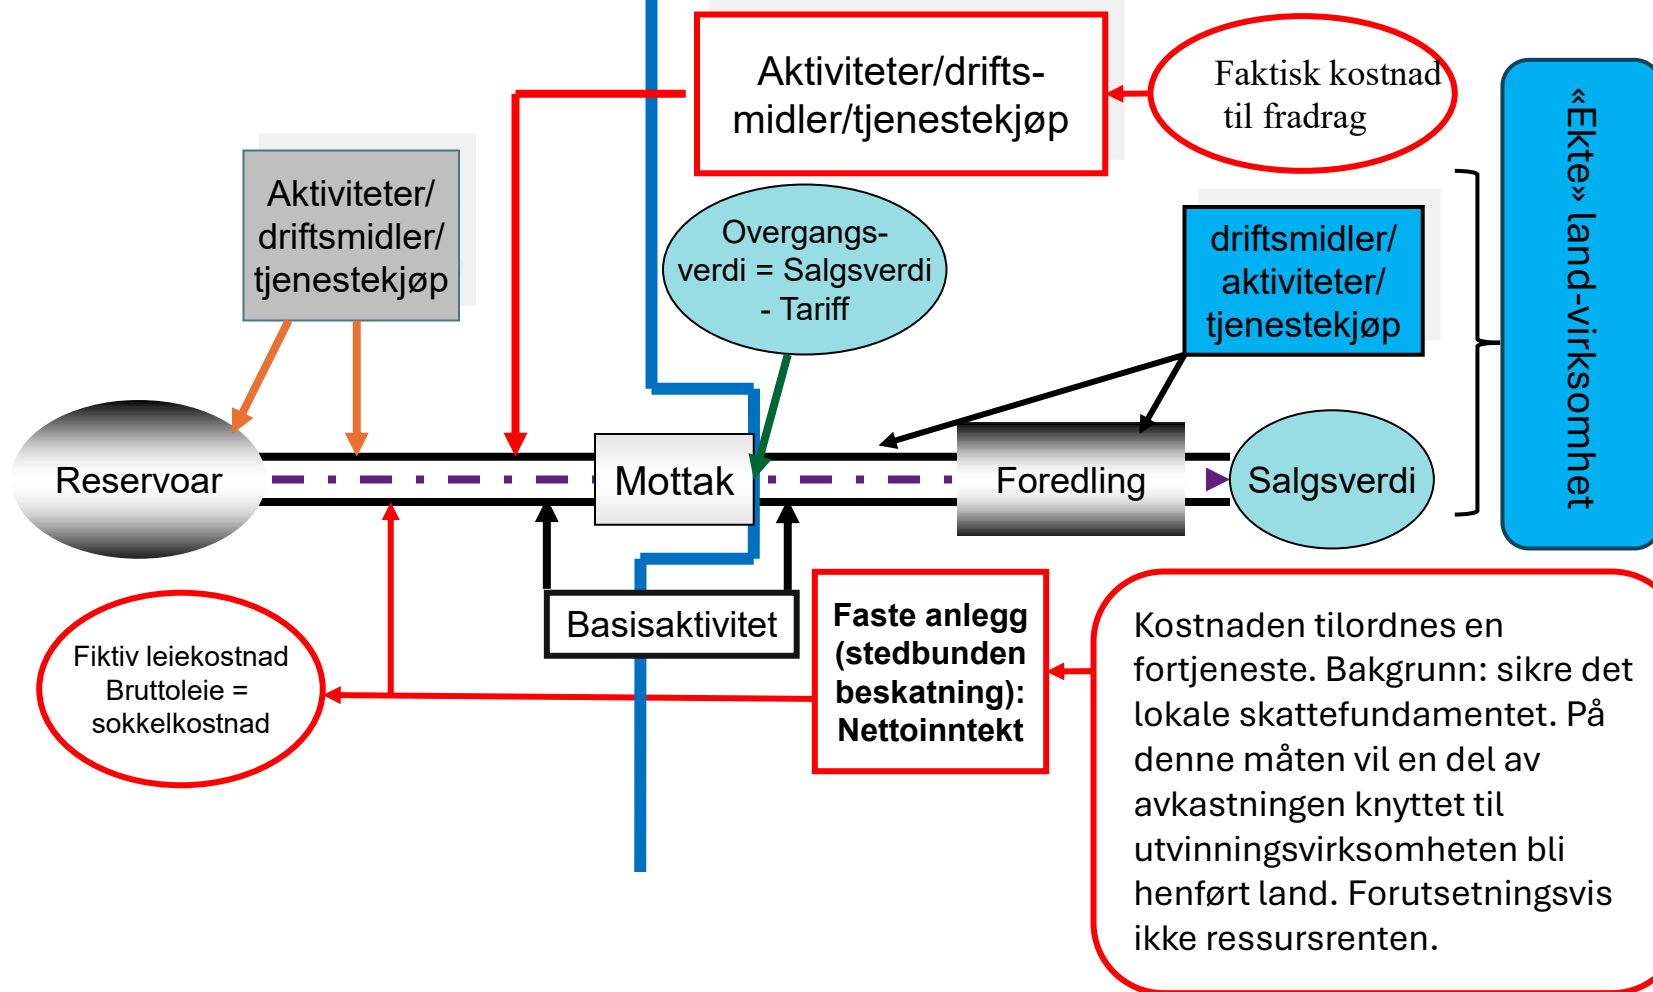 Aktiviteter/drifts-
midler/tjenestekjøp
Faktisk kostnad
til fradrag
«Ekte» land-virksomhet
Aktiviteter/
driftsmidler/
tjenestekjøp
Overgangs-
verdi = Salgsverdi
- Tariff
driftsmidler/
aktiviteter/
tjenestekjøp
Reservoar
Mottak
Foredling
Salgsverdi
Basisaktivitet
Fiktiv leiekostnad
Bruttoleie =
sokkelkostnad
Faste anlegg
(stedbunden
beskatning):
Nettoinntekt
Kostnaden tilordnes en
fortjeneste. Bakgrunn: sikre det
lokale skattefundamentet. På
denne måten vil en del av
avkastningen knyttet til
utvinningsvirksomheten bli
henført land. Forutsetningsvis
ikke ressursrenten.